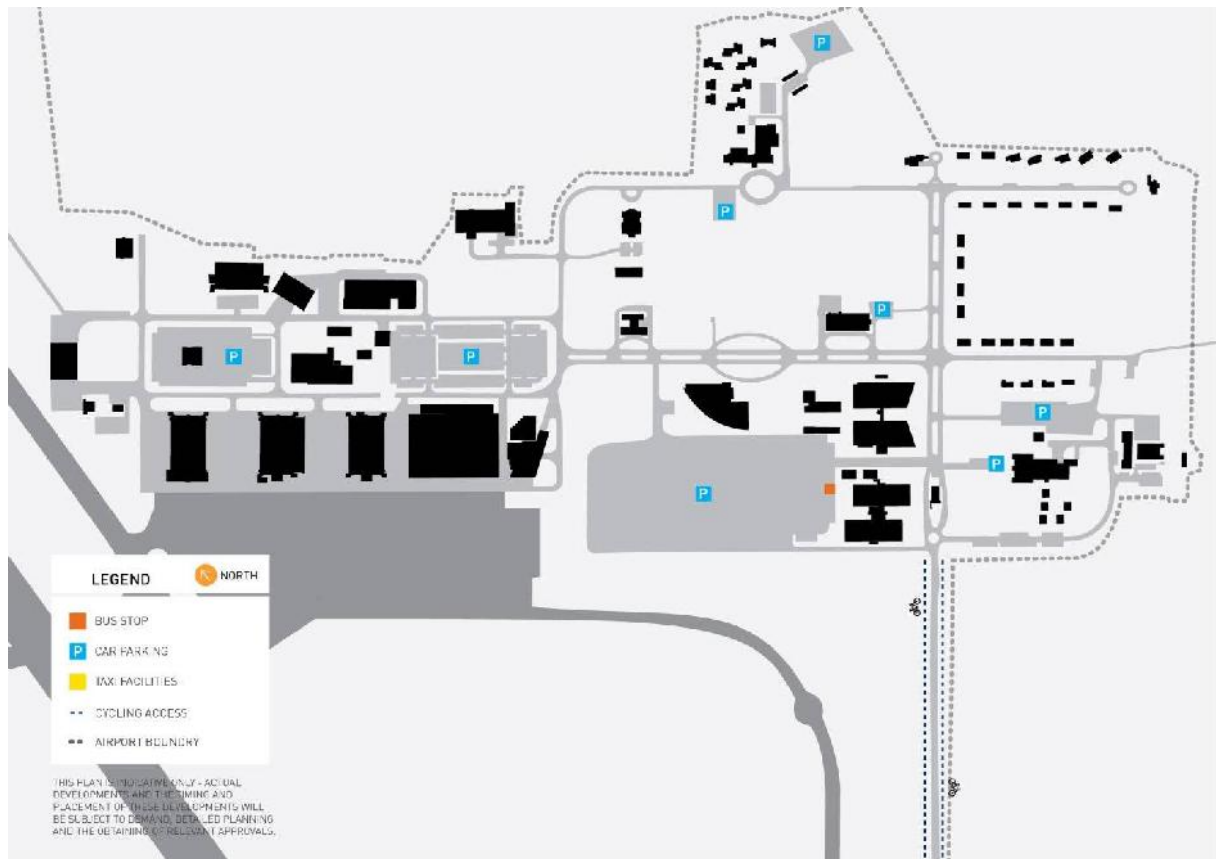 P
P
P
P
P
P
P
P
LEGEND
NORTH
BUS STOP
P CAR PARKING
TAXI FACILITIES
CYCLING ACCESS
AIRPORT BOUNDRY
THIS PLAN IS INDICATIVE ONLY - ACTUAL
DEVELOPMENTS AND THE TIMING AND
PLACEMENT OF THESE DEVELOPMENTS WILL
BE SUBJECT TO DEMAND, DETAILED PLANNING
AND THE OBTAINING OF RELEVANT APPROVALS.